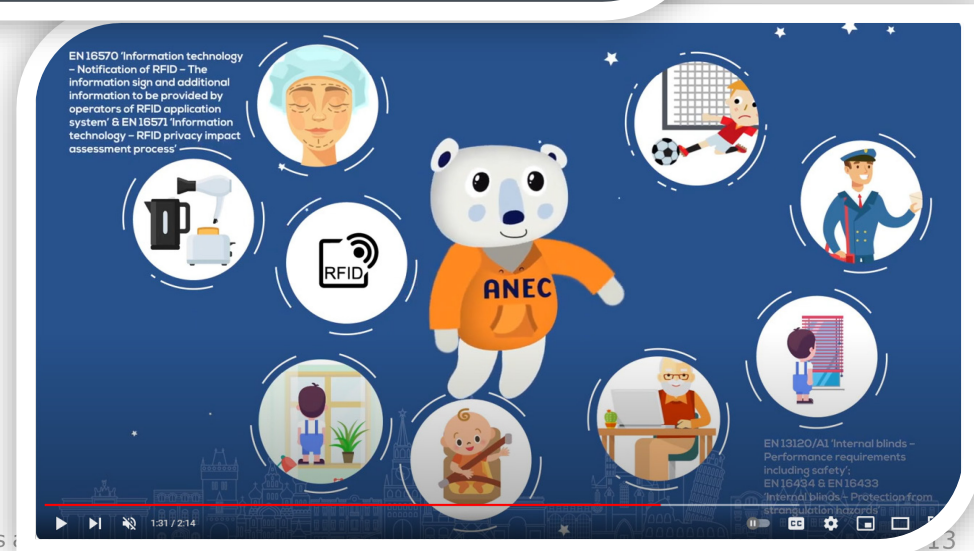 EN 16570 'Information technology
– Notification of RFID – The
information sign and additional
information to be provided by
operators of RFID application
system' & EN 16571 'Information
technology – RFID privacy impact
assessment process'
RFID
ANEC
EN 13120/A1 'Internal blinds –
Performance requirements
including safety';
EN 16434 & EN 16433
'Internal blinds – Protection from
strangulation hazards'
1:31 / 2:14
CC
13